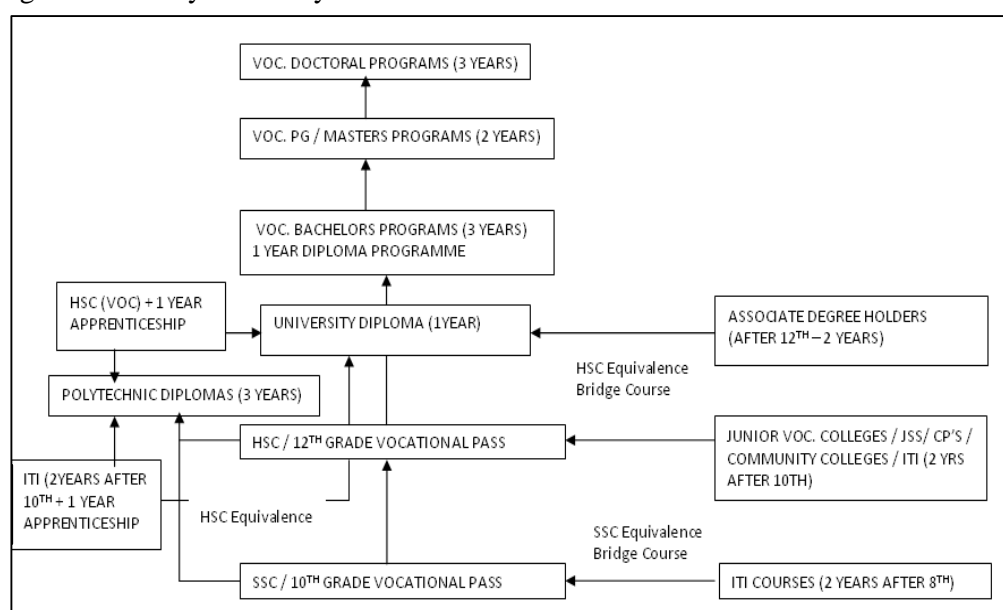 VOC. DOCTORAL PROGRAMS (3 YEARS)
VOC. PG / MASTERS PROGRAMS (2 YEARS)
VOC. BACHELORS PROGRAMS (3 YEARS)
1 YEAR DIPLOMA PROGRAMME
HSC (VOC) + 1 YEAR
APPRENTICESHIP
UNIVERSITY DIPLOMA (1YEAR)
ASSOCIATE DEGREE HOLDERS
(AFTER 12TH – 2 YEARS)
HSC Equivalence
Bridge Course
POLYTECHNIC DIPLOMAS (3 YEARS)
HSC / 12TH GRADE VOCATIONAL PASS
JUNIOR VOC. COLLEGES / JSS/ CP'S /
COMMUNITY COLLEGES / ITI (2 YRS
AFTER 10TH)
ITI (2YEARS AFTER
10TH + 1 YEAR
APPRENTICESHIP
HSC Equivalence
SSC Equivalence
Bridge Course
SSC / 10TH GRADE VOCATIONAL PASS
ITI COURSES (2 YEARS AFTER 8TH)